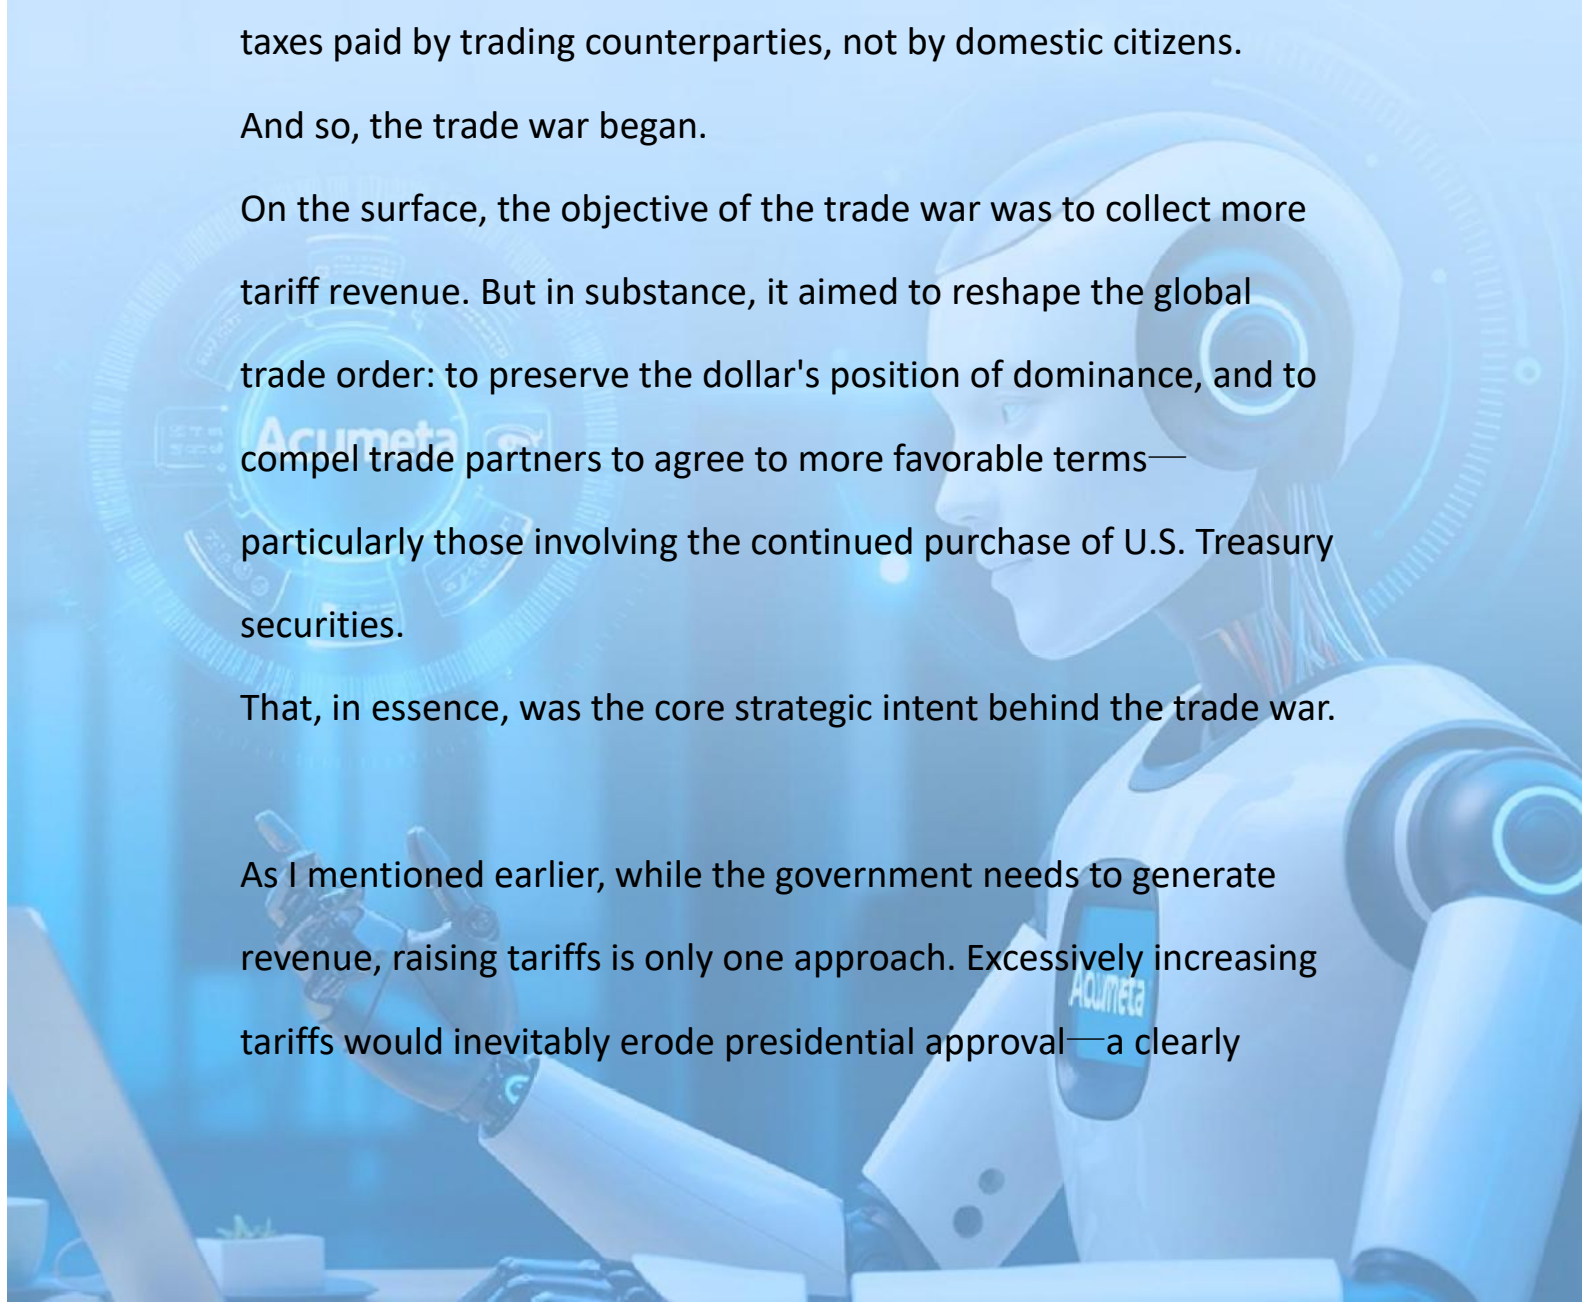 taxes paid by trading counterparties, not by domestic citizens.
And so, the trade war began.
On the surface, the objective of the trade war was to collect more
tariff revenue. But in substance, it aimed to reshape the global
trade order: to preserve the dollar's position of dominance, and to
Acumeta
compel trade partners to agree to more favorable terms—
particularly those involving the continued purchase of U.S. Treasury
securities.
That, in essence, was the core strategic intent behind the trade war.
As I mentioned earlier, while the government needs to generate
revenue, raising tariffs is only one approach. Excessively increasing
Acumeta
tariffs would inevitably erode presidential approval—a clearly